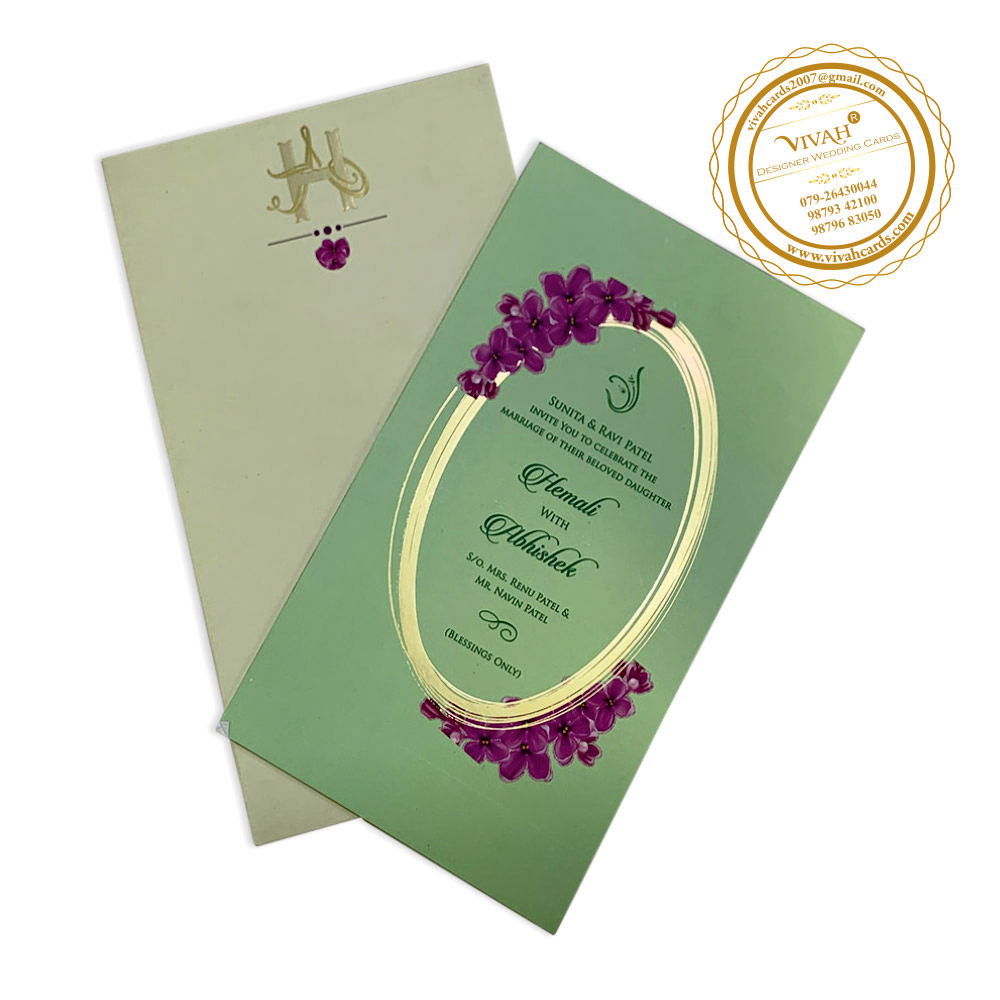 SUNITA & RAVI PATEL
INVITE YOU TO CELEBRATE THE
MARRIAGE OF THEIR BELOVED DAUGHTER
Hemali
WITH
Abhishek
S/O. MRS. RENU PATEL &
MR. NAVIN PATEL
(BLESSINGS ONLY)
vivahcards2007@gmail.com
VIVAH®
DESIGNER WEDDING CARDS
079-26430044
98793 42100
98796 83050
www.vivahcards.com